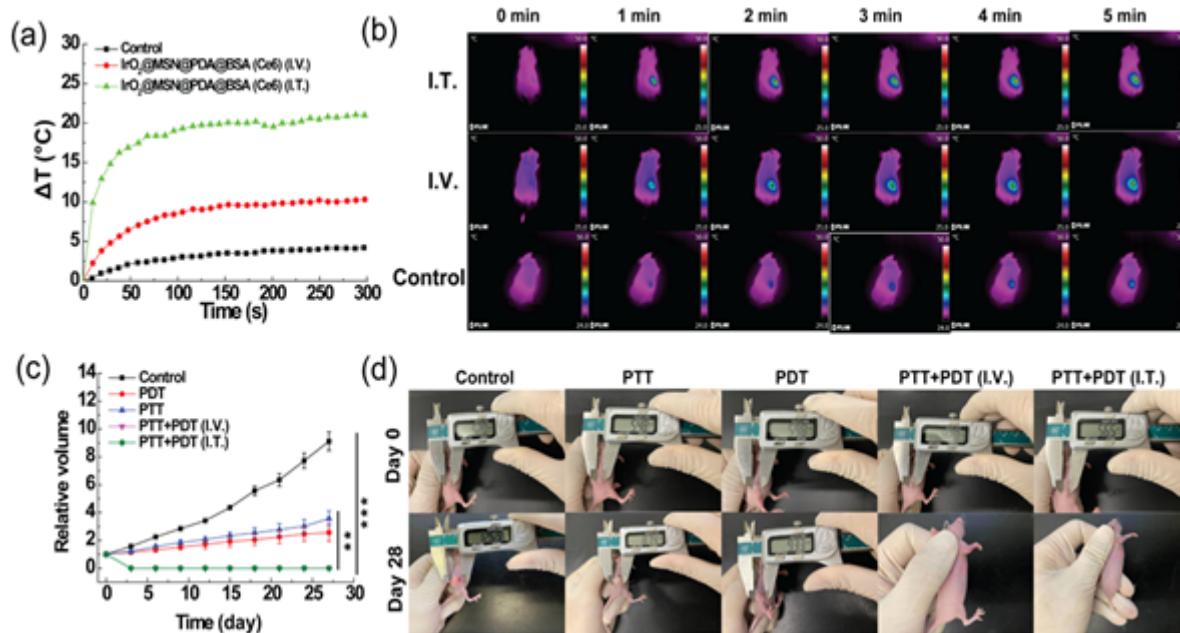 (a)
30
25
20
15
10
5
0
ΔT (°C)
Control
IrO₂@MSN@PDA@BSA (Ce6) (I.V.)
IrO₂@MSN@PDA@BSA (Ce6) (I.T.)
0 50 100 150 200 250 300
Time (s)
(b)
0 min 1 min 2 min 3 min 4 min 5 min
I.T.
I.V.
Control
(c)
14
12
10
8
6
4
2
0
Relative volume
Control
PDT
PTT
PTT+PDT (I.V.)
PTT+PDT (I.T.)
***
**
0 5 10 15 20 25 30
Time (day)
(d)
Control PTT PDT PTT+PDT (I.V.) PTT+PDT (I.T.)
Day 0
Day 28